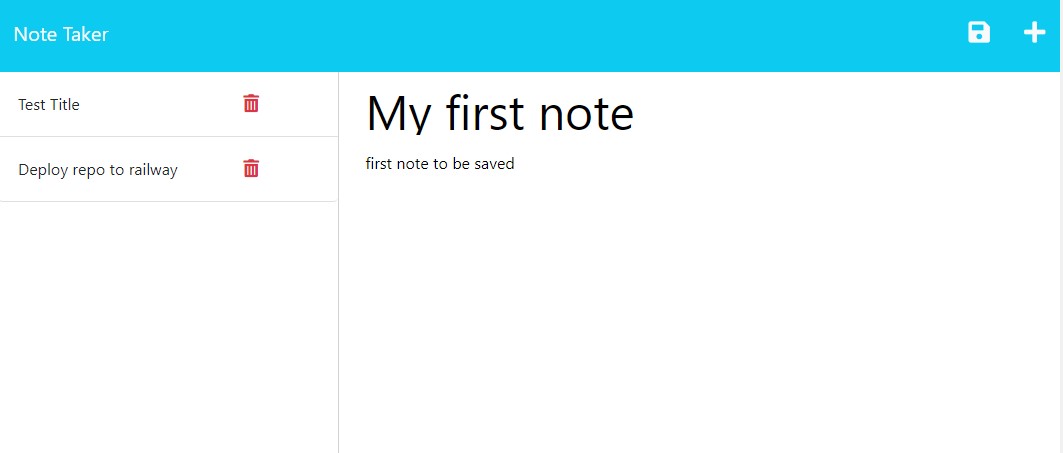 Note Taker
Test Title
Deploy repo to railway
My first note
first note to be saved